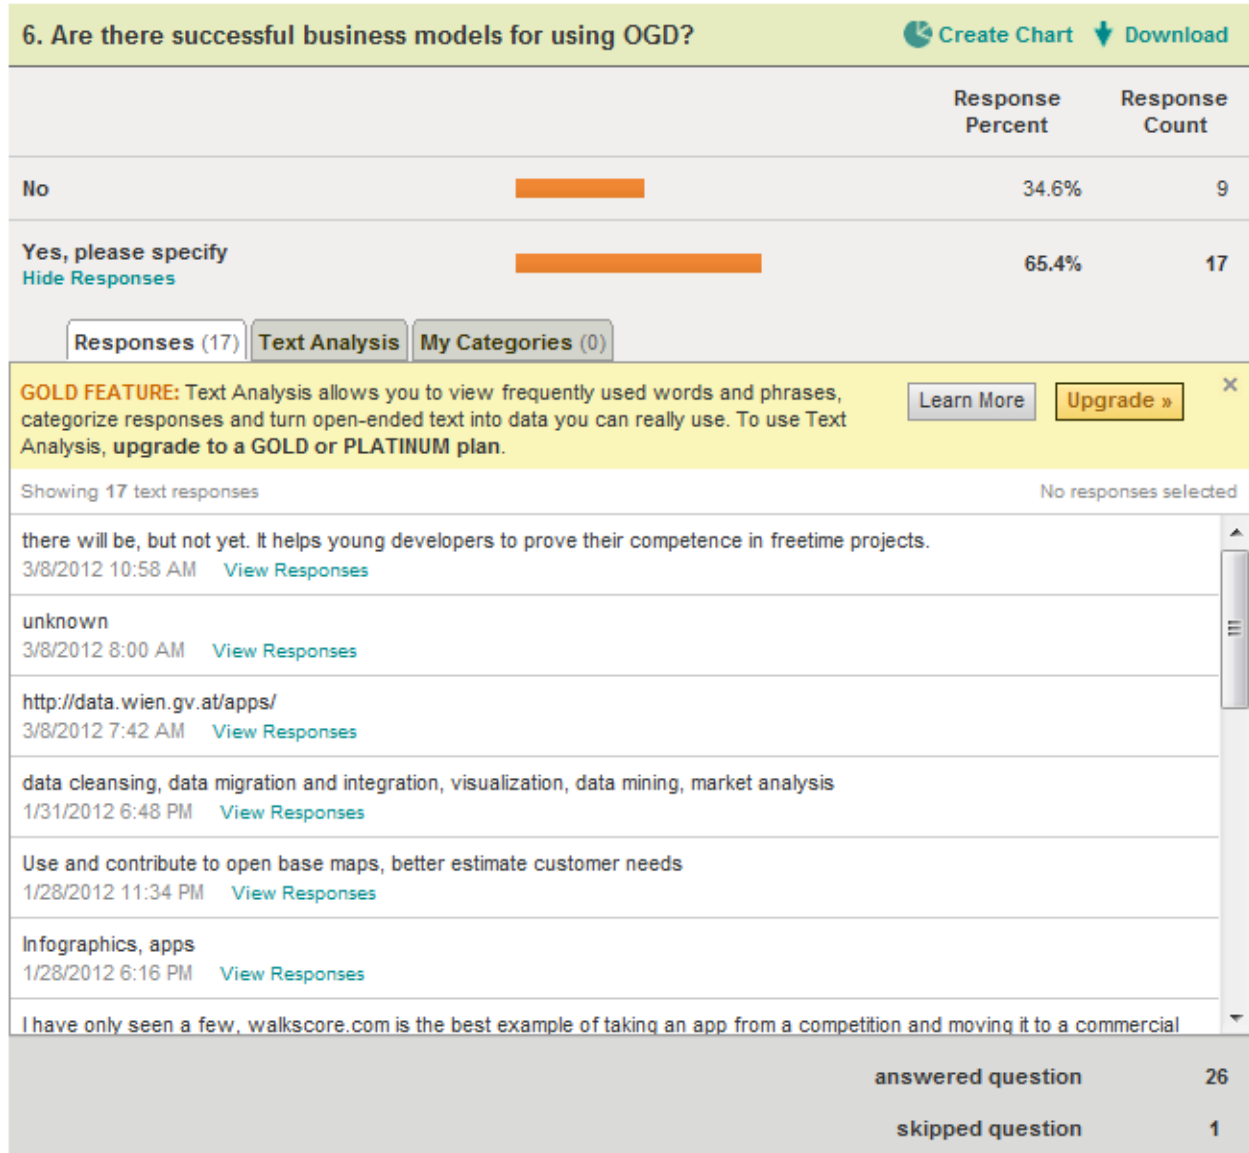 6. Are there successful business models for using OGD? Create Chart Download
Response Percent Response Count
No 34.6% 9
Yes, please specify 65.4% 17
Hide Responses
Responses (17) Text Analysis My Categories (0)
GOLD FEATURE: Text Analysis allows you to view frequently used words and phrases,
categorize responses and turn open-ended text into data you can really use. To use Text
Analysis, upgrade to a GOLD or PLATINUM plan.
Learn More Upgrade »
Showing 17 text responses No responses selected
there will be, but not yet. It helps young developers to prove their competence in freetime projects.
3/8/2012 10:58 AM View Responses
unknown
3/8/2012 8:00 AM View Responses
http://data.wien.gv.at/apps/
3/8/2012 7:42 AM View Responses
data cleansing, data migration and integration, visualization, data mining, market analysis
1/31/2012 6:48 PM View Responses
Use and contribute to open base maps, better estimate customer needs
1/28/2012 11:34 PM View Responses
Infographics, apps
1/28/2012 6:16 PM View Responses
I have only seen a few, walkscore.com is the best example of taking an app from a competition and moving it to a commercial
answered question 26
skipped question 1